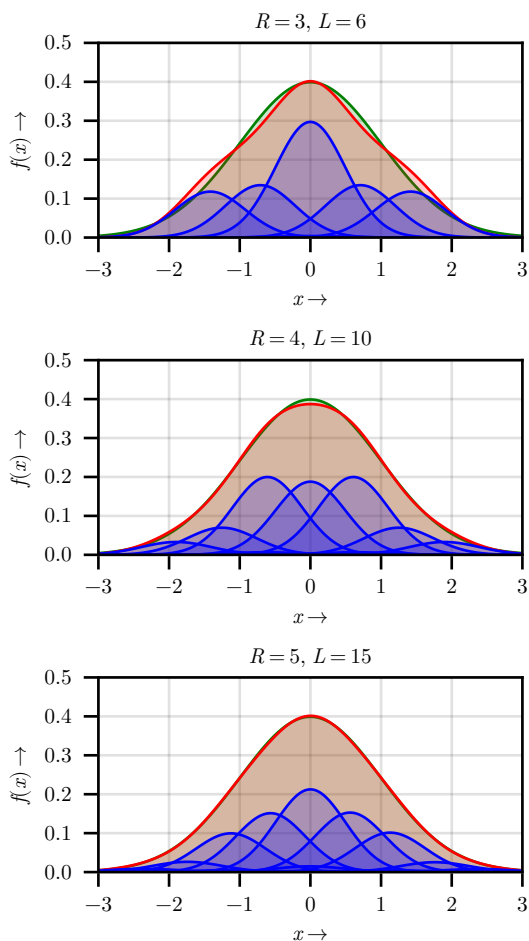 R = 3, L = 6
0.5
0.4
0.3
0.2
0.1
0.0
f(x) →
−3 −2 −1 0 1 2 3
x →
R = 4, L = 10
0.5
0.4
0.3
0.2
0.1
0.0
f(x) →
−3 −2 −1 0 1 2 3
x →
R = 5, L = 15
0.5
0.4
0.3
0.2
0.1
0.0
f(x) →
−3 −2 −1 0 1 2 3
x →